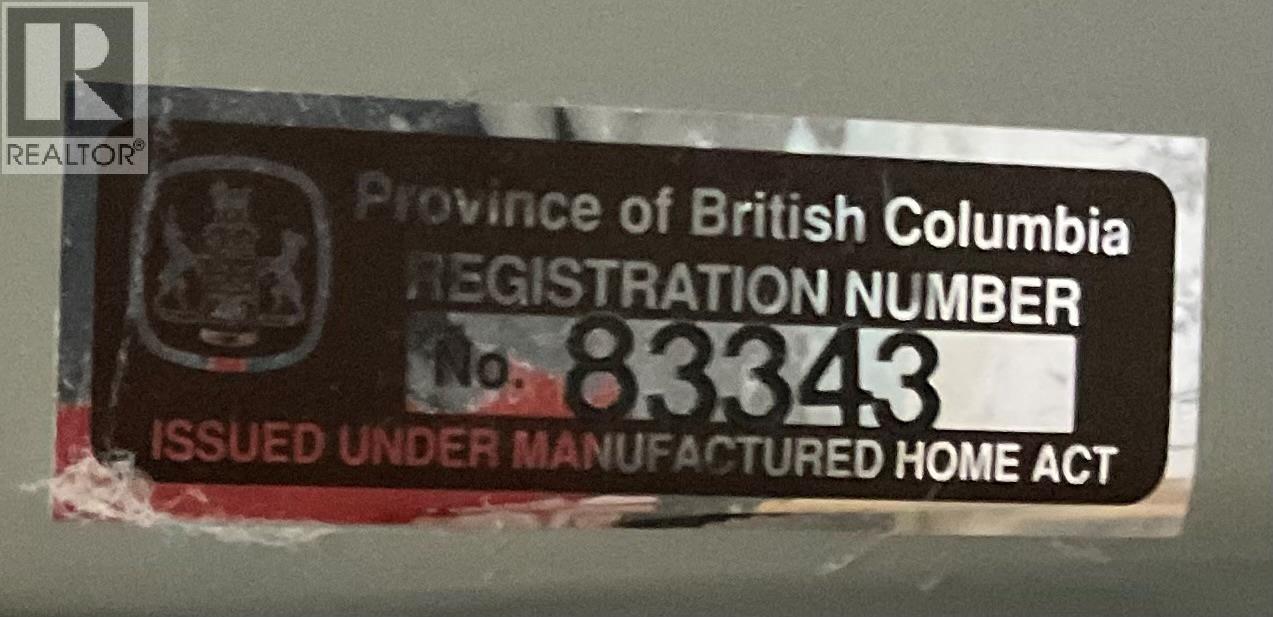 REALTOR®
Province of British Columbia
REGISTRATION NUMBER
No. 83343
ISSUED UNDER MANUFACTURED HOME ACT